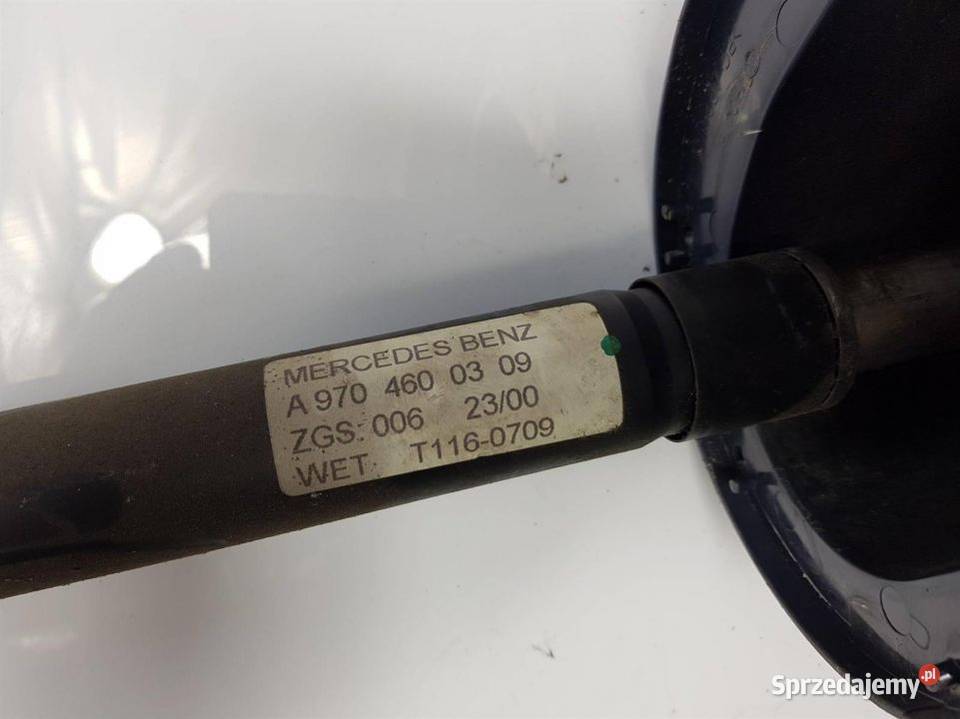 MERCEDES BENZ
A 970 460 03 09
ZGS: 006 23/00
WET. T116-0709
Sprzedajemy.pl